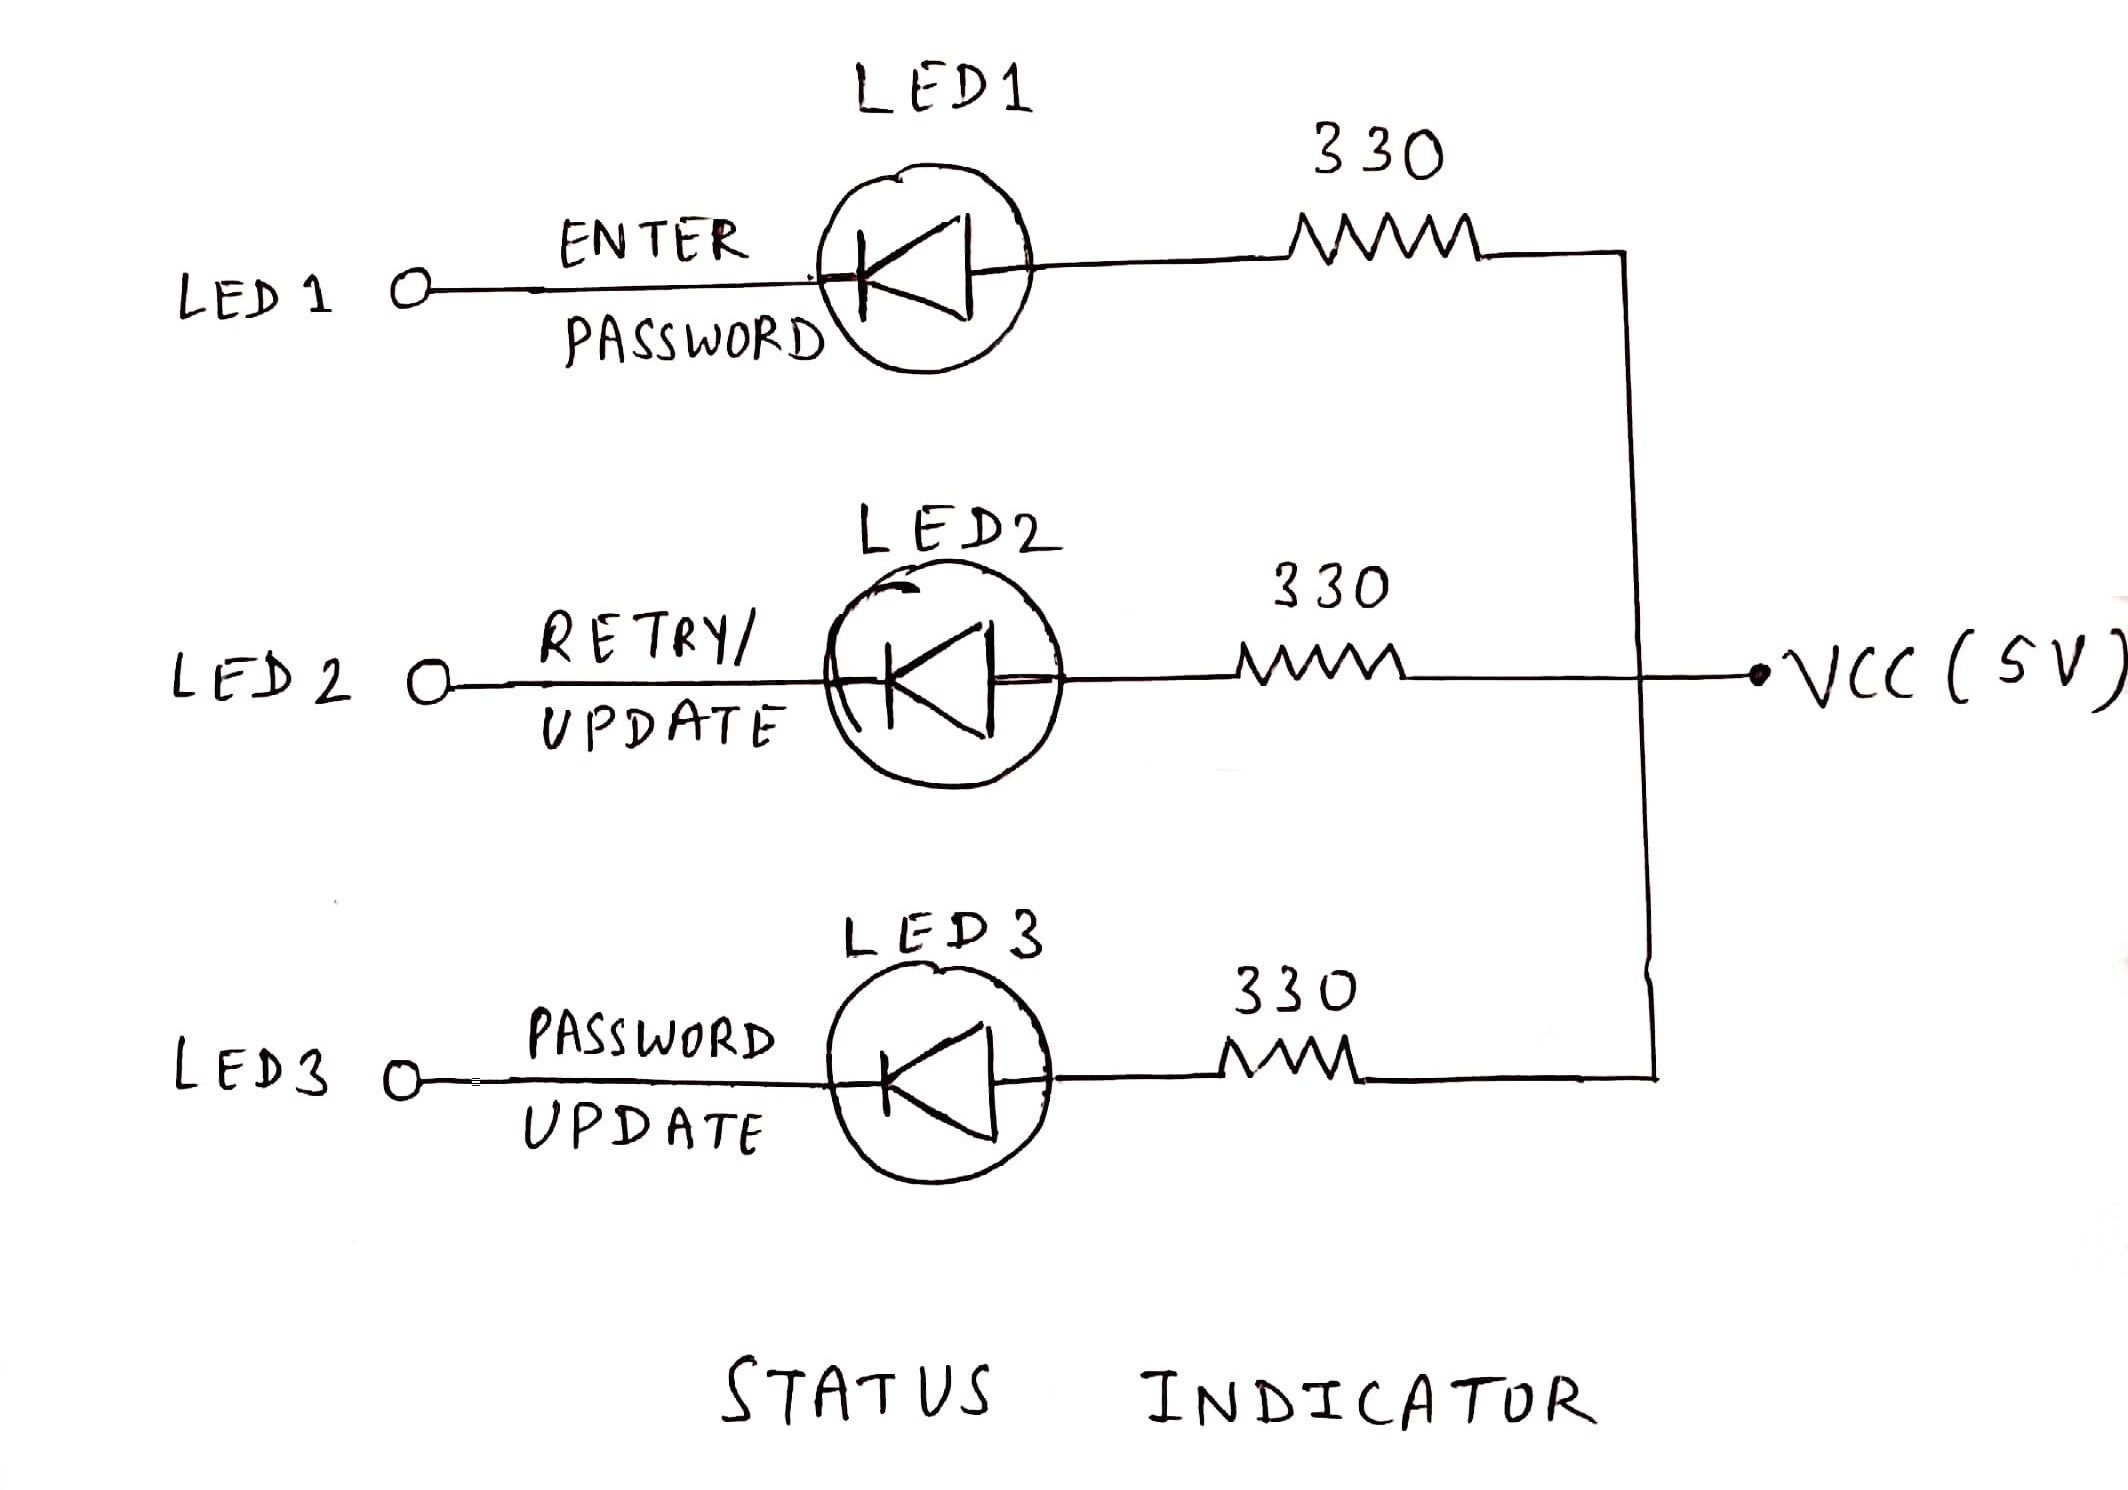 LED1
330
ENTER
LED 1
PASSWORD
LED2
330
RETRY/
LED 2
VCC (5V)
UPDATE
LED 3
330
PASSWORD
LED3
UPDATE
STATUS INDICATOR